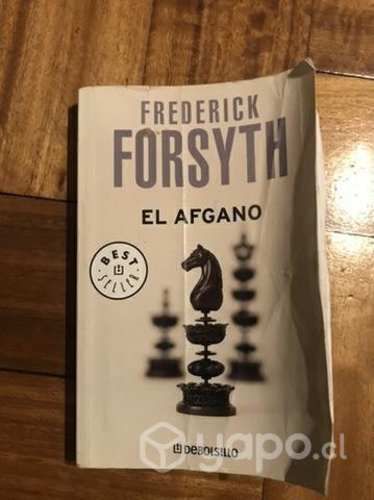 FREDERICK
FORSYTH
EL AFGANO
BEST
SELLER
DEBOLSILLO
yapo.cl